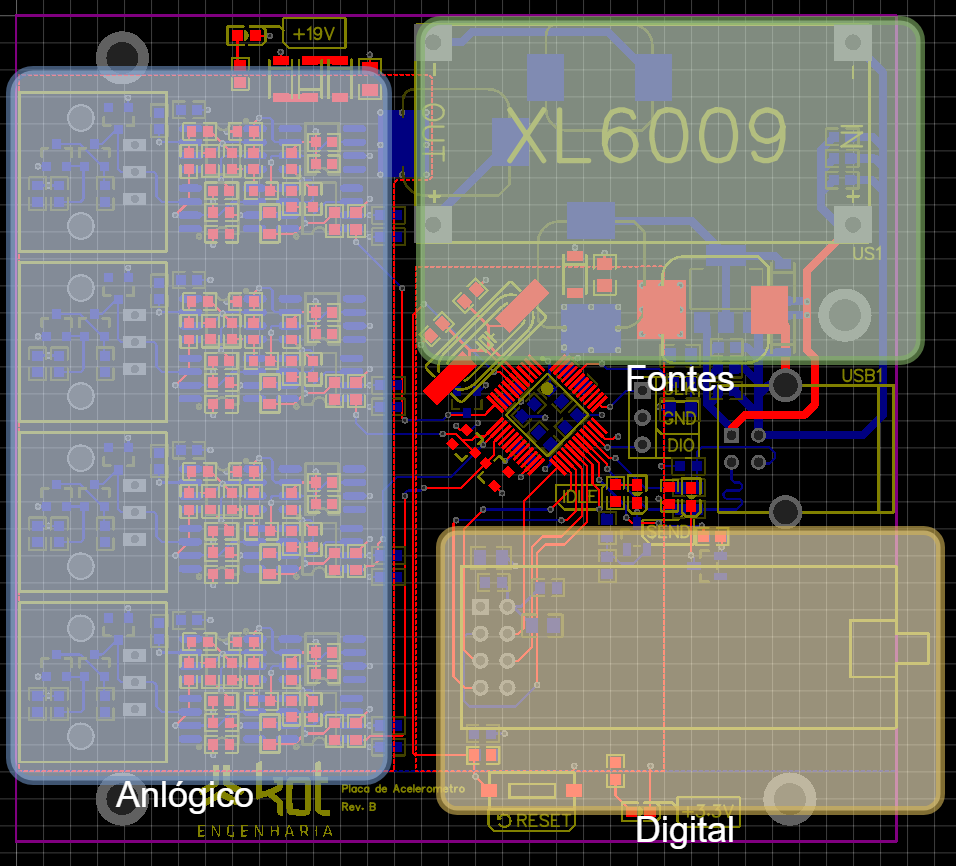 +19V
OUT
XL6009
IN
US1
Fontes
USB1
GND
DIO
IDLE
SEND
Anlógico
Placa de Acelerometro
Rev. B
ENGENHARIA
RESET
+3.3V
Digital